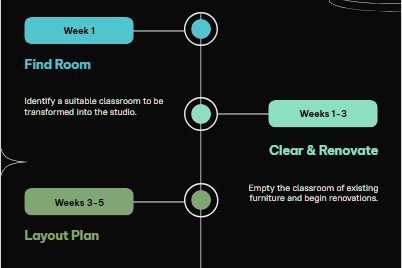 Week 1
Find Room
Identify a suitable classroom to be
transformed into the studio.
Weeks 1-3
Clear & Renovate
Empty the classroom of existing
furniture and begin renovations.
Weeks 3-5
Layout Plan